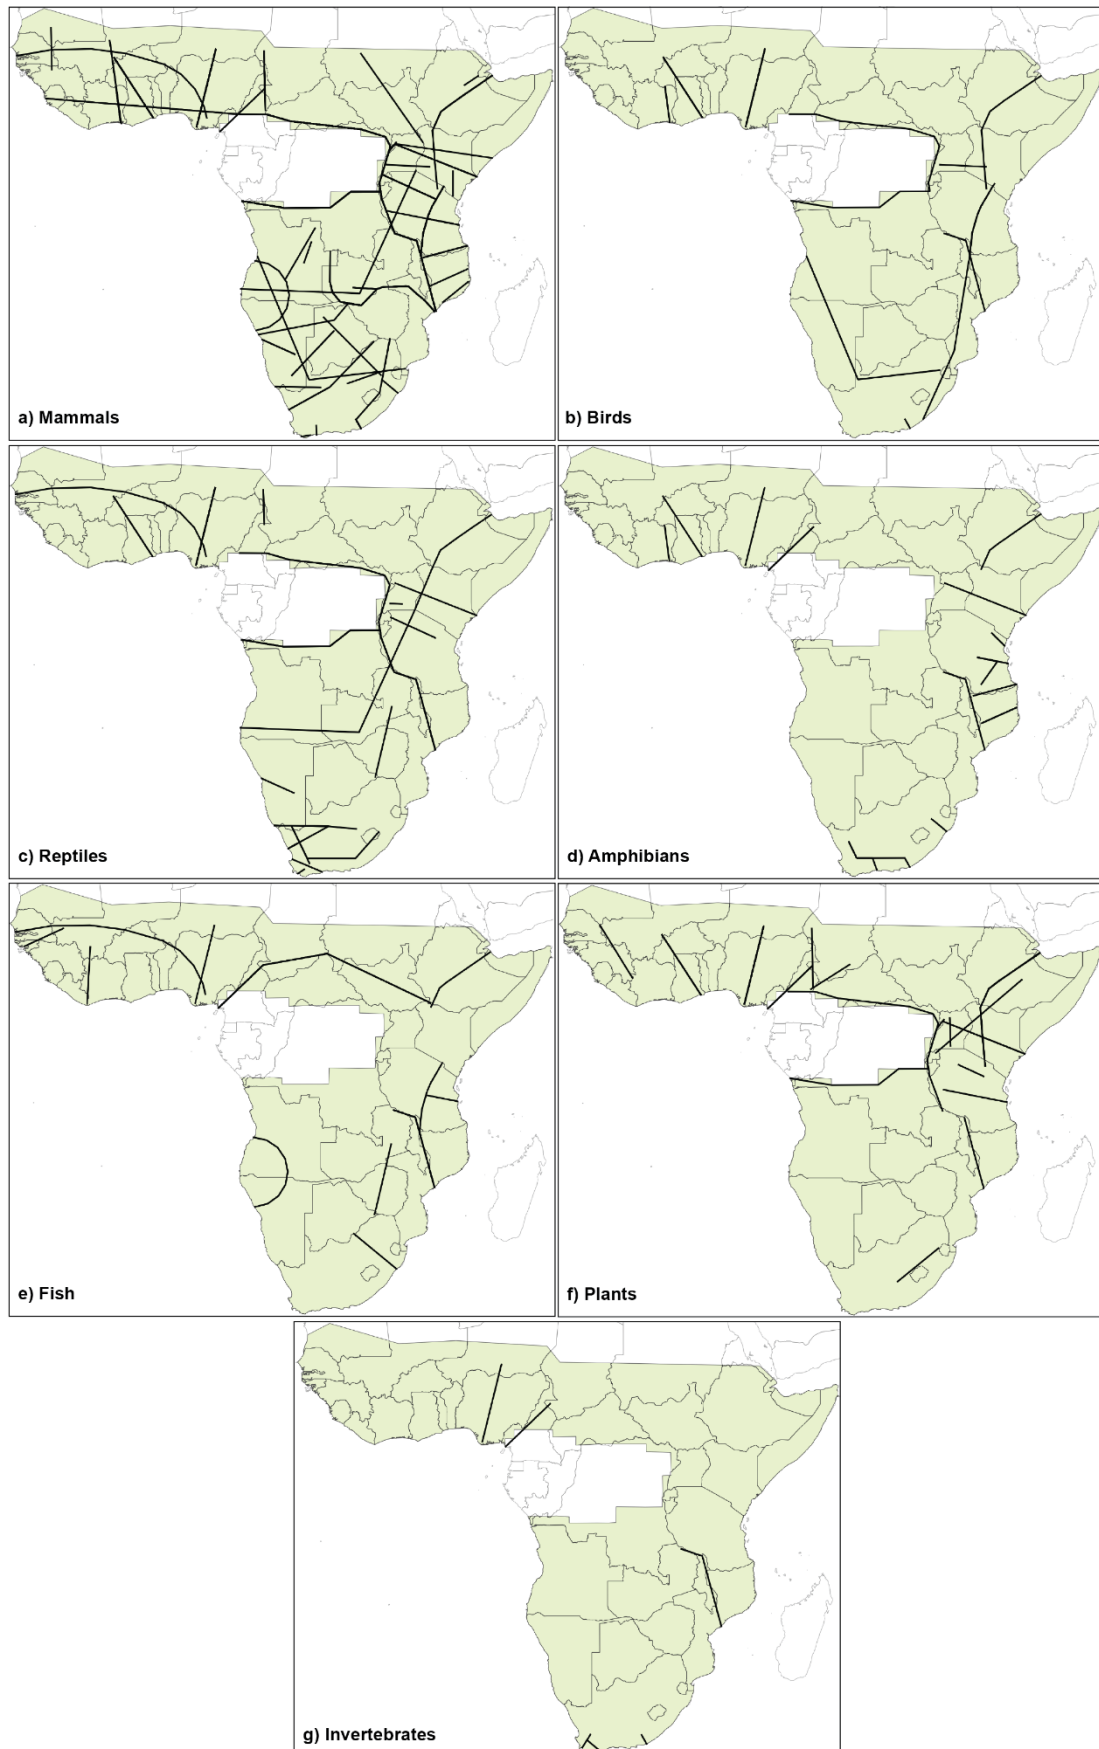 a) Mammals
b) Birds
c) Reptiles
d) Amphibians
e) Fish
f) Plants
g) Invertebrates